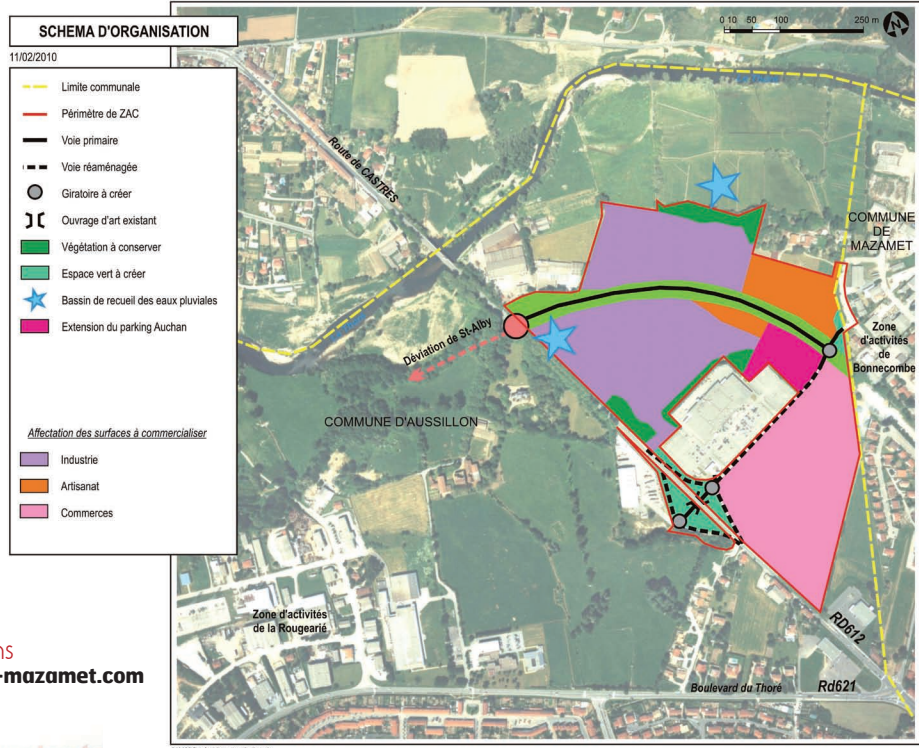 SCHEMA D'ORGANISATION
11/02/2010
Limite communale
Périmètre de ZAC
Voie primaire
Voie réaménagée
Giratoire à créer
Ouvrage d'art existant
Végétation à conserver
Espace vert à créer
Bassin de recueil des eaux pluviales
Extension du parking Auchan
Affectation des surfaces à commercialiser
Industrie
Artisanat
Commerces
0 10 50 100 250 m
N
Route de CASTRES
COMMUNE
DE
MAZAMET
Zone
d'activités
de
Bonnecombe
Déviation de St-Alby
COMMUNE D'AUSSILLON
Zone d'activités
de la Rougearié
RD612
Boulevard du Thoré
Rd621
ns
-mazamet.com